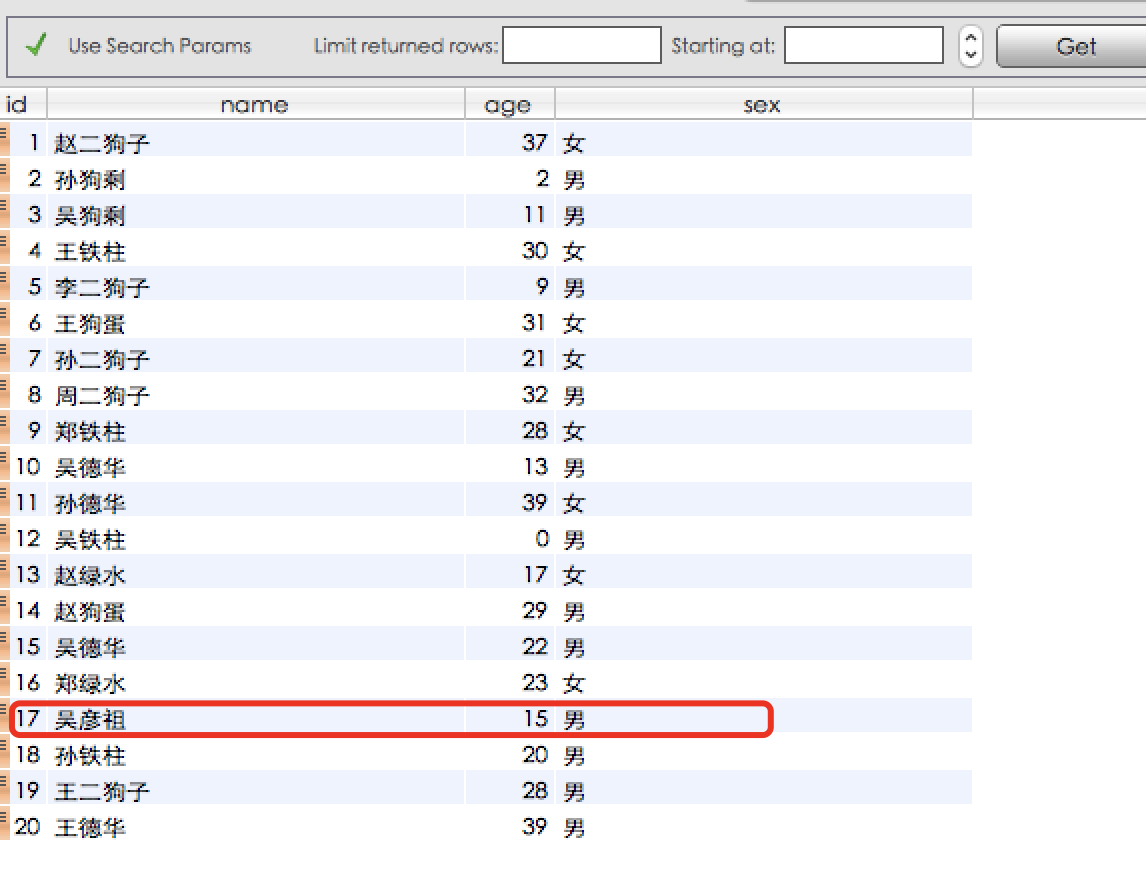 Use Search Params Limit returned rows: Starting at: Get
id name age sex
1 赵二狗子 37 女
2 孙狗剩 2 男
3 吴狗剩 11 男
4 王铁柱 30 女
5 李二狗子 9 男
6 王狗蛋 31 女
7 孙二狗子 21 女
8 周二狗子 32 男
9 郑铁柱 28 女
10 吴德华 13 男
11 孙德华 39 女
12 吴铁柱 0 男
13 赵绿水 17 女
14 赵狗蛋 29 男
15 吴德华 22 男
16 郑绿水 23 女
17 吴彦祖 15 男
18 孙铁柱 20 男
19 王二狗子 28 男
20 王德华 39 男